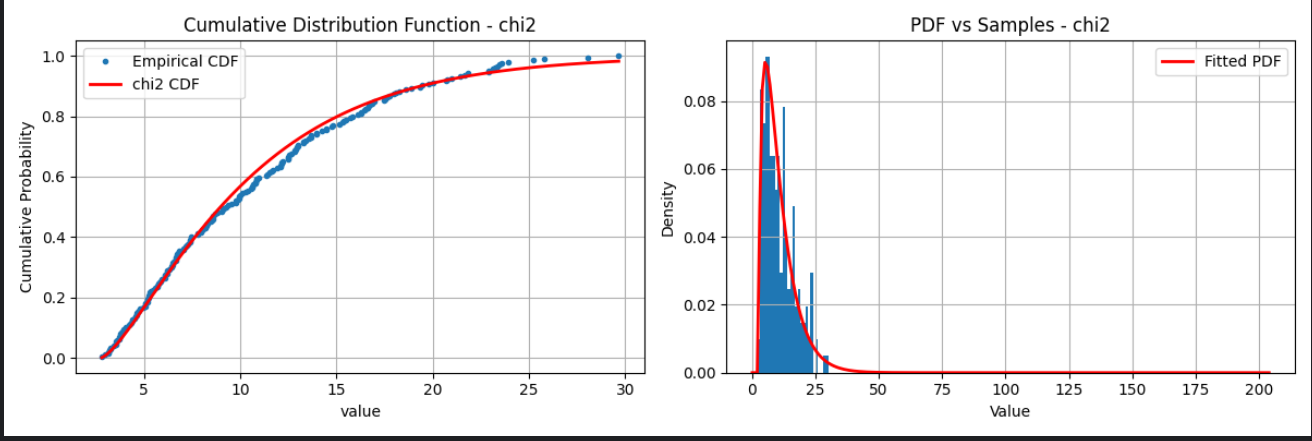 Cumulative Distribution Function - chi2
1.0
0.8
0.6
0.4
0.2
0.0
Cumulative Probability
Empirical CDF
chi2 CDF
5
10
15
20
25
30
value
PDF vs Samples - chi2
0.08
0.06
0.04
0.02
0.00
Density
Fitted PDF
0
25
50
75
100
125
150
175
200
Value